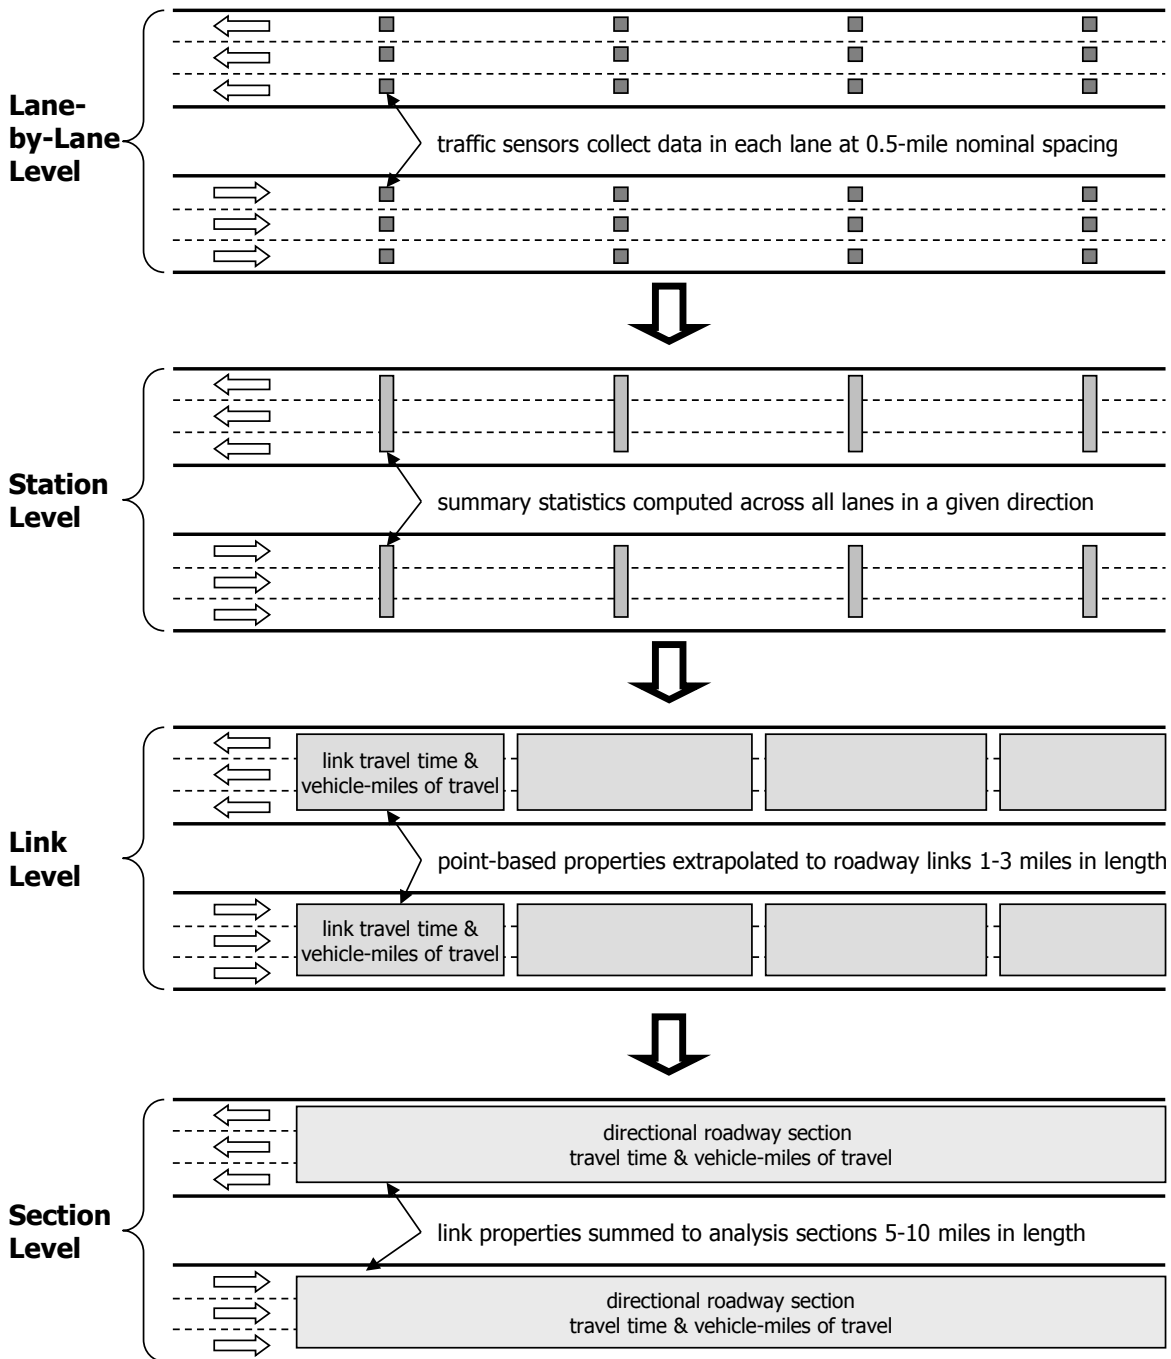 Lane-
by-Lane
Level
traffic sensors collect data in each lane at 0.5-mile nominal spacing
Station
Level
summary statistics computed across all lanes in a given direction
link travel time &
vehicle-miles of travel
Link
Level
point-based properties extrapolated to roadway links 1-3 miles in length
link travel time &
vehicle-miles of travel
directional roadway section
travel time & vehicle-miles of travel
Section
Level
link properties summed to analysis sections 5-10 miles in length
directional roadway section
travel time & vehicle-miles of travel